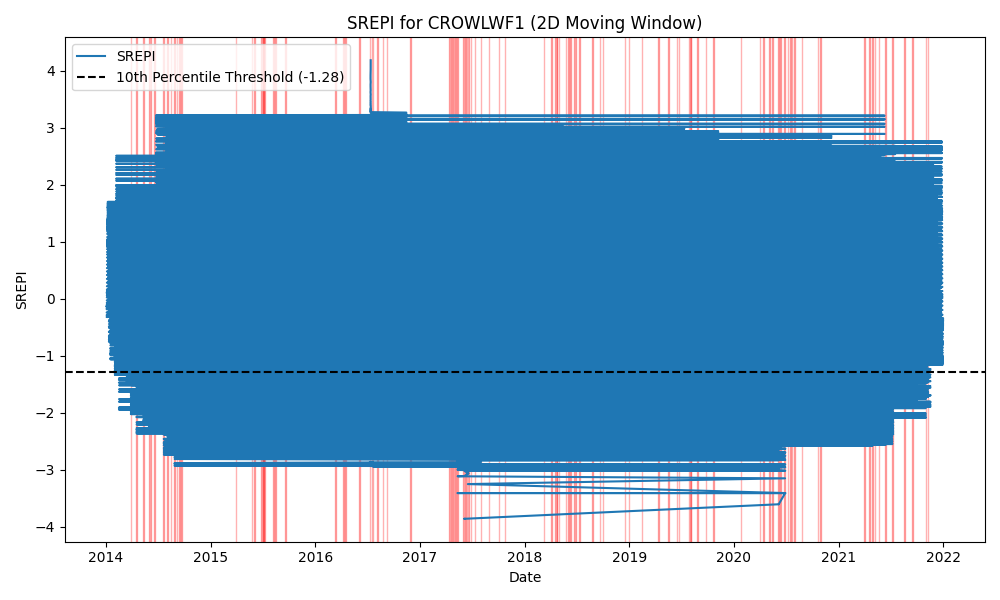 SREPI for CROWLWF1 (2D Moving Window)
SREPI
10th Percentile Threshold (-1.28)
SREPI
4
3
2
1
0
−1
−2
−3
−4
2014 2015 2016 2017 2018 2019 2020 2021 2022
Date